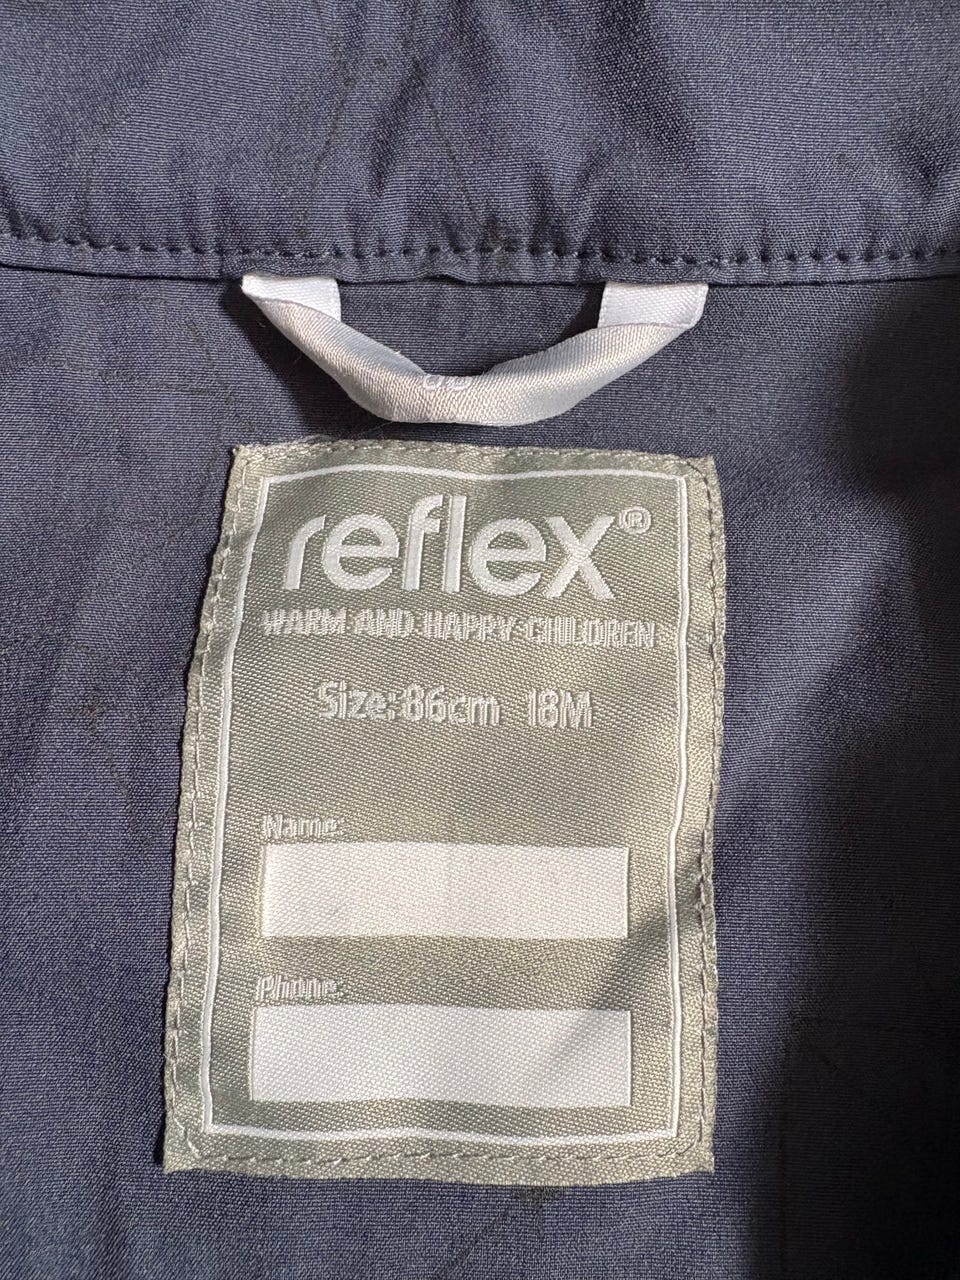 reflex®
WARM AND HAPPY CHILDREN
Size: 86cm 18M
Name:
Phone: